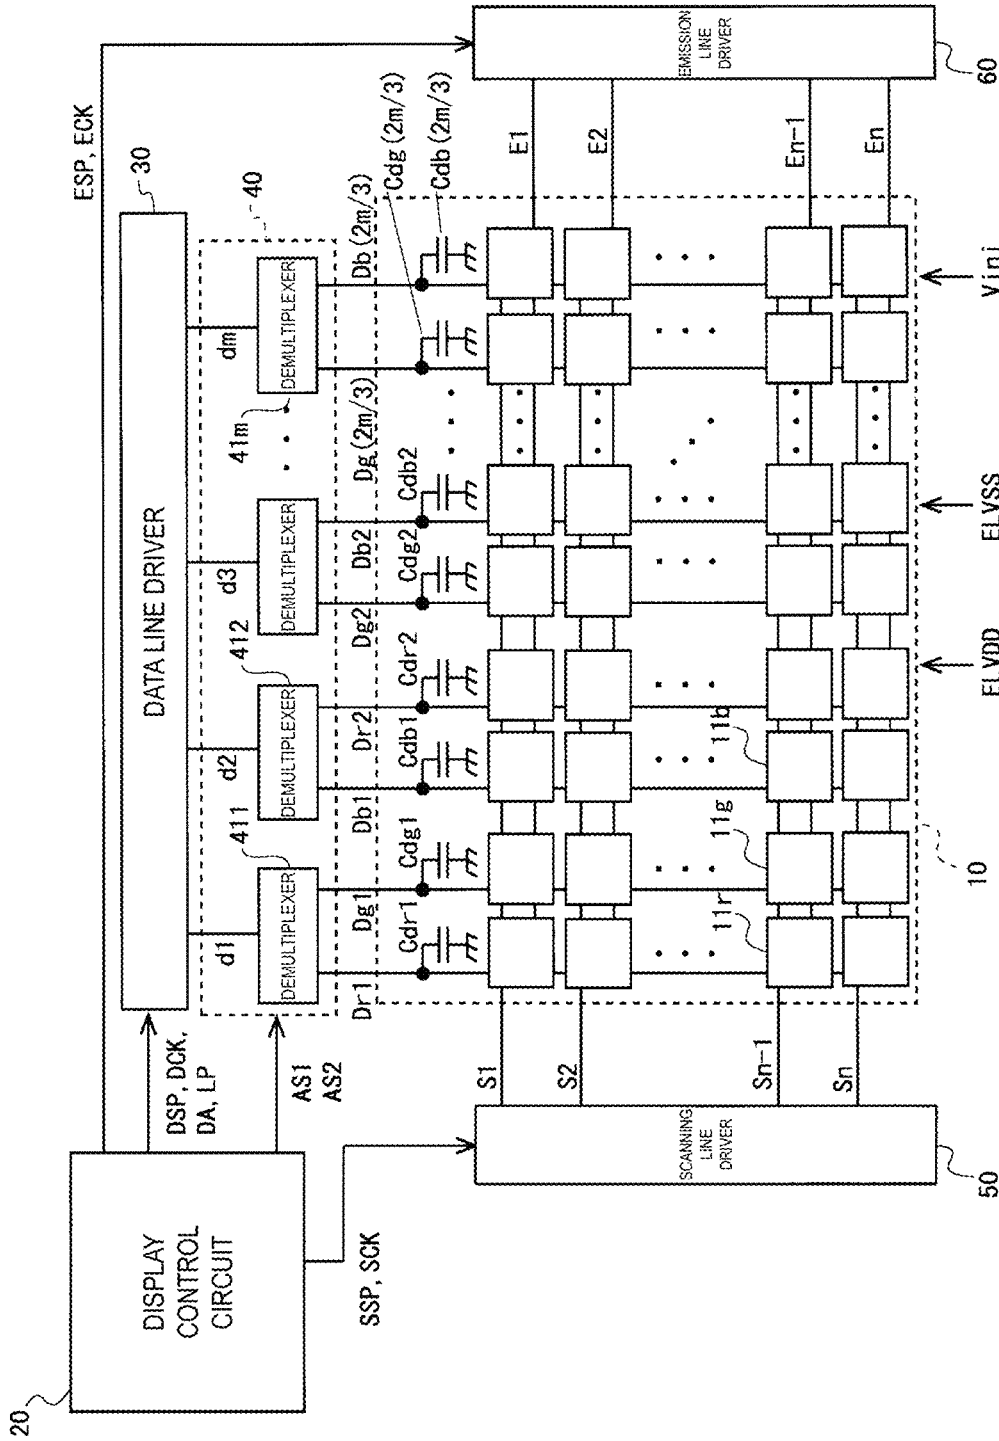 20
DISPLAY
CONTROL
CIRCUIT
ESP, ECK
DSP, DCK,
DA, LP
AS1
AS2
SSP, SCK
30
DATA LINE DRIVER
40
d1
d2
d3
dm
DEMULTIPLEXER
DEMULTIPLEXER
DEMULTIPLEXER
DEMULTIPLEXER
411
412
41m
Dr1
Dg1
Db1
Dr2
Dg2
Db2
Dg(2m/3)
Db(2m/3)
Cdr1
Cdg1
Cdb1
Cdr2
Cdg2
Cdb2
Cdg(2m/3)
Cdb(2m/3)
SCANNING
LINE
DRIVER
50
S1
S2
Sn-1
Sn
EMISSION
LINE
DRIVER
60
E1
E2
En-1
En
11r
11g
11b
10
ELVDD
ELVSS
Vini